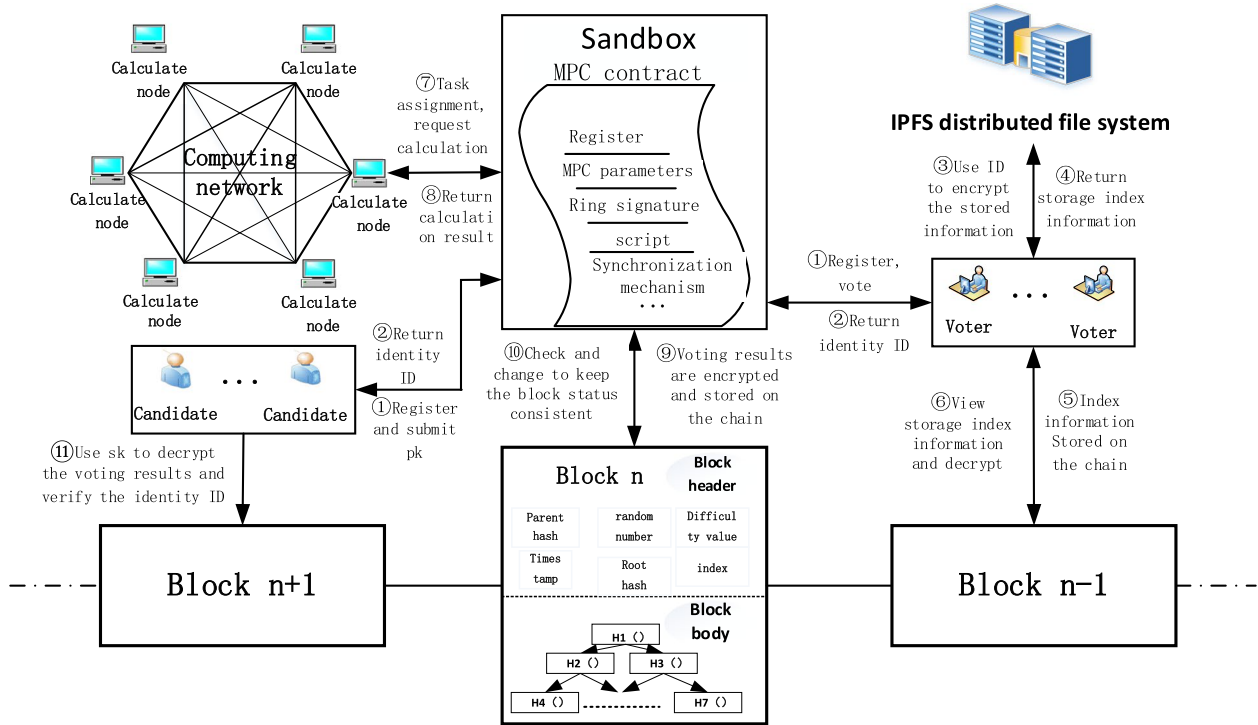 Calculate
node
Calculate
node
Calculate
node
Calculate
node
Calculate
node
Calculate
node
Computing
network
⑦Task
assignment,
request
calculation
⑧Return
calculati
on result
Sandbox
MPC contract
Register
MPC parameters
Ring signature
script
Synchronization
mechanism
...
IPFS distributed file system
③Use ID
to encrypt
the stored
information
④Return
storage index
information
①Register,
vote
②Return
identity ID
Voter
...
Voter
②Return
identity
ID
①Register
and submit
pk
Candidate
...
Candidate
⑩Check and
change to keep
the block status
consistent
⑨Voting results
are encrypted
and stored on
the chain
⑥View
storage index
information
and decrypt
⑤Index
information
Stored on
the chain
⑪Use sk to decrypt
the voting results and
verify the identity ID
Block n+1
Block n
Block
header
Parent
hash
random
number
Difficul
ty value
Times
tamp
Root
hash
index
Block
body
H1 ()
H2 ()
H3 ()
H4 ()
H7 ()
Block n-1